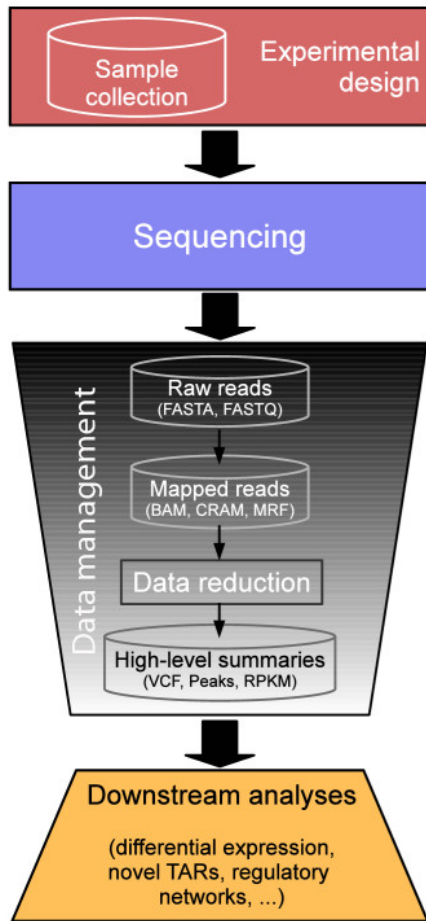 Sample
collection
Experimental
design
Sequencing
Data management
Raw reads
(FASTA, FASTQ)
Mapped reads
(BAM, CRAM, MRF)
Data reduction
High-level summaries
(VCF, Peaks, RPKM)
Downstream analyses
(differential expression,
novel TARs, regulatory
networks, ...)